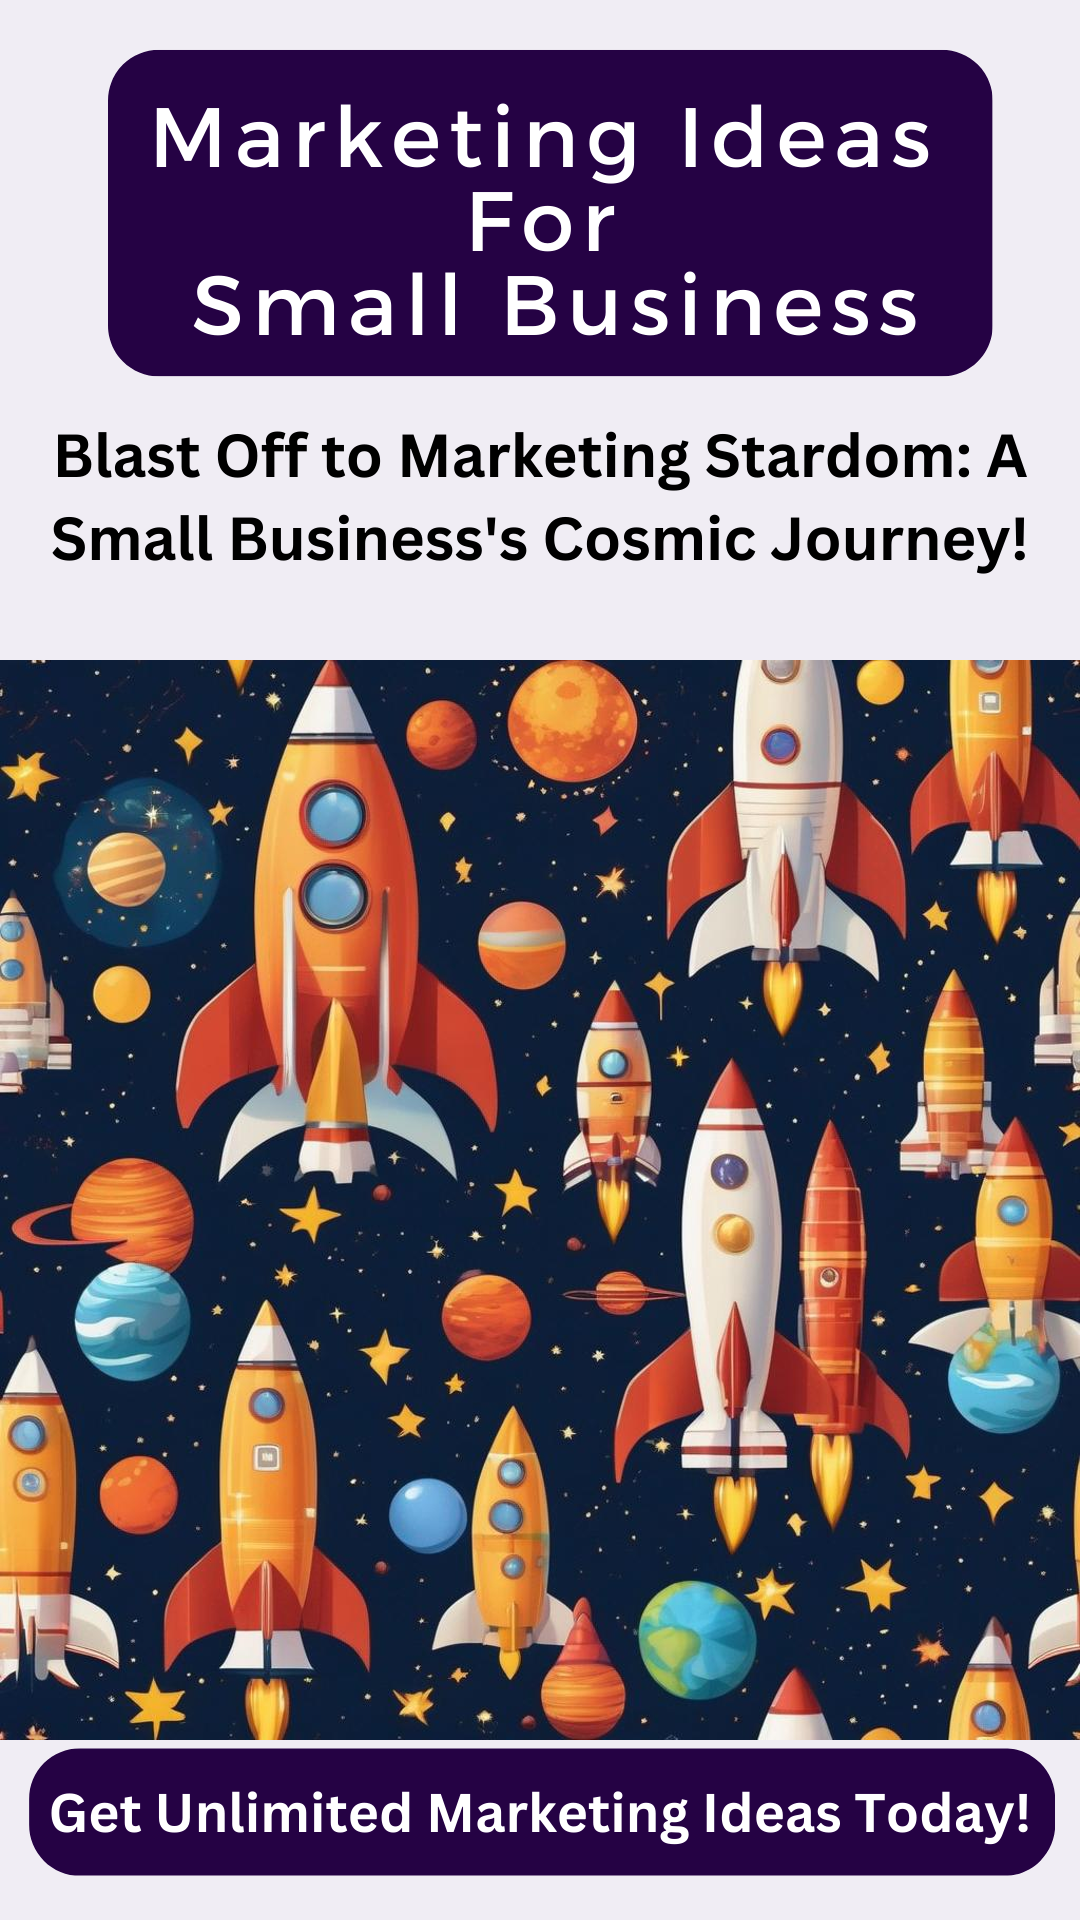 Marketing Ideas
For
Small Business
Blast Off to Marketing Stardom: A
Small Business's Cosmic Journey!
Get Unlimited Marketing Ideas Today!